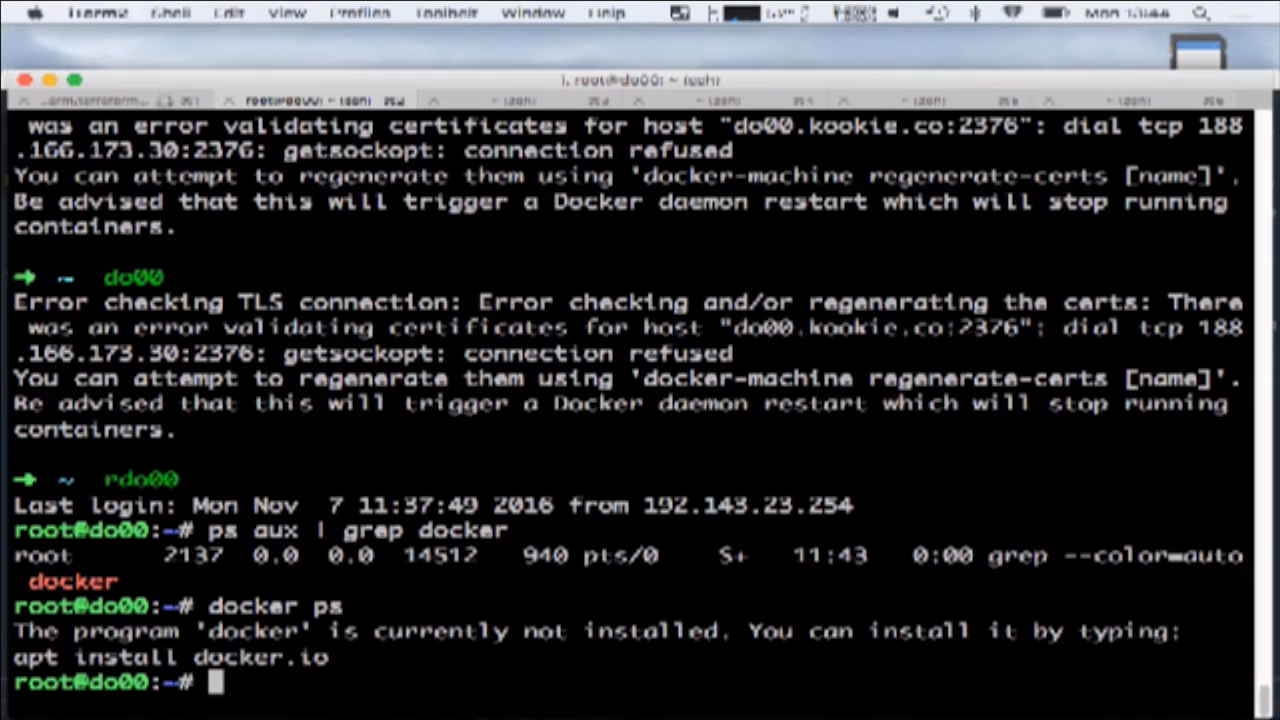 iTerm2 Shell Edit View Profiles Toolbelt Window Help Mon 13:44
1. root@do00: ~ (ssh)
root@do00: ~ (ssh)
was an error validating certificates for host "do00.kookie.co:2376": dial tcp 188
.166.173.30:2376: getsockopt: connection refused
You can attempt to regenerate them using 'docker-machine regenerate-certs [name]'.
Be advised that this will trigger a Docker daemon restart which will stop running
containers.
➜ ~ do00
Error checking TLS connection: Error checking and/or regenerating the certs: There
was an error validating certificates for host "do00.kookie.co:2376": dial tcp 188
.166.173.30:2376: getsockopt: connection refused
You can attempt to regenerate them using 'docker-machine regenerate-certs [name]'.
Be advised that this will trigger a Docker daemon restart which will stop running
containers.
➜ ~ rdo00
Last login: Mon Nov 7 11:37:49 2016 from 192.143.23.254
root@do00:~# ps aux | grep docker
root 2137 0.0 0.0 14512 940 pts/0 S+ 11:43 0:00 grep --color=auto
docker
root@do00:~# docker ps
The program 'docker' is currently not installed. You can install it by typing:
apt install docker.io
root@do00:~#